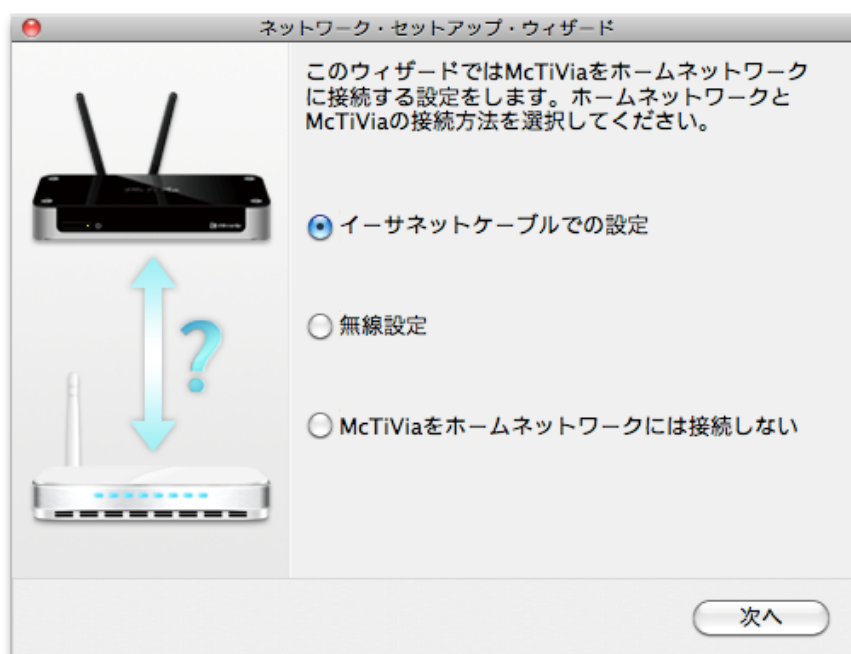 ネットワーク・セットアップ・ウィザード
このウィザードではMcTiViaをホームネットワーク
に接続する設定をします。ホームネットワークと
McTiViaの接続方法を選択してください。
イーサネットケーブルでの設定
無線設定
McTiViaをホームネットワークには接続しない
?
次へ